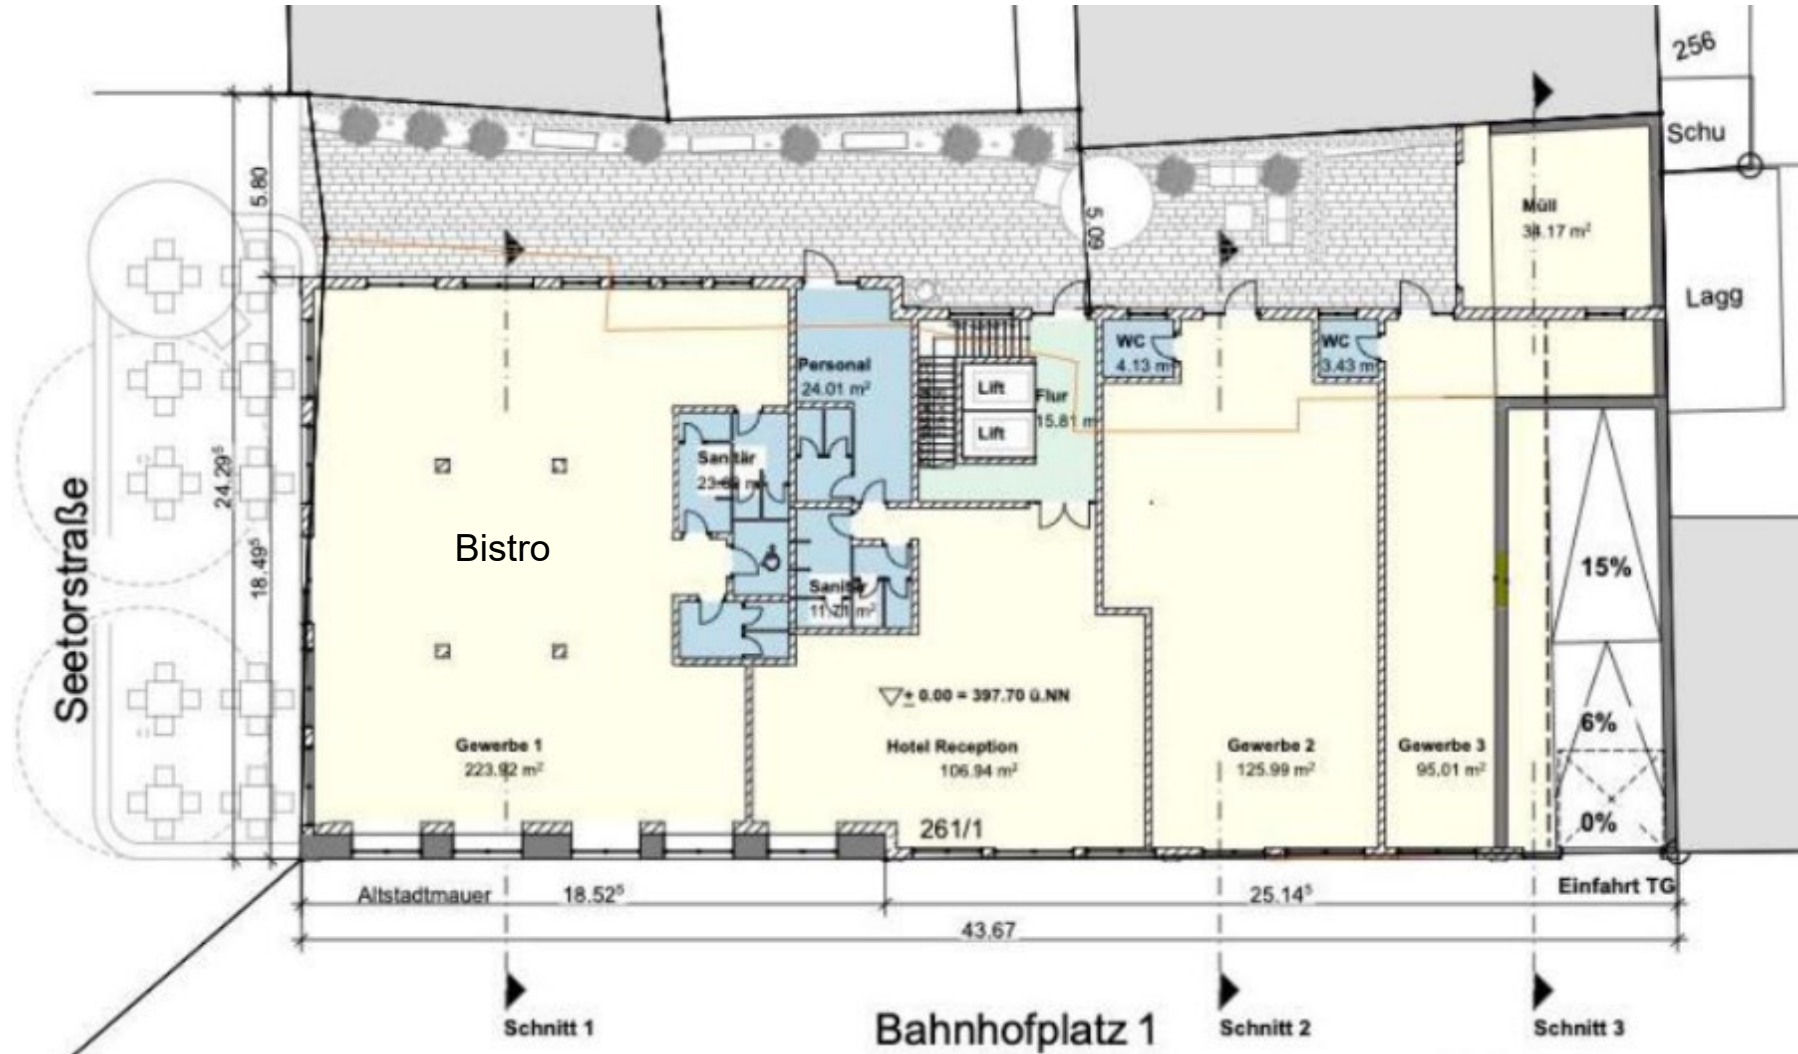 256
Schu
5.80
5.09
Müll
34.17 m²
Lagg
WC
4.13 m
WC
3.43 m²
Personal
24.01 m²
Lift
Flur
15.81 m
Lift
Sanitär
24.29⁵
Seetorstraße
Bistro
18.49⁵
15%
Sanitär
11.71 m²
± 0.00 = 397.70 ü.NN
6%
Gewerbe 1
223.92 m²
Hotel Reception
106.94 m²
Gewerbe 2
125.99 m²
Gewerbe 3
95.01 m²
261/1
0%
Altstadtmauer
18.52⁵
25.14⁵
Einfahrt TG
43.67
Schnitt 1
Bahnhofplatz 1
Schnitt 2
Schnitt 3